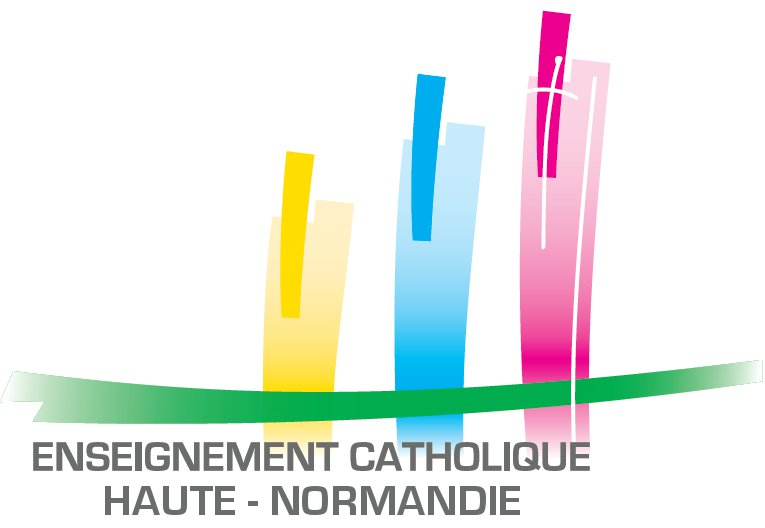 ENSEIGNEMENT CATHOLIQUE
HAUTE - NORMANDIE